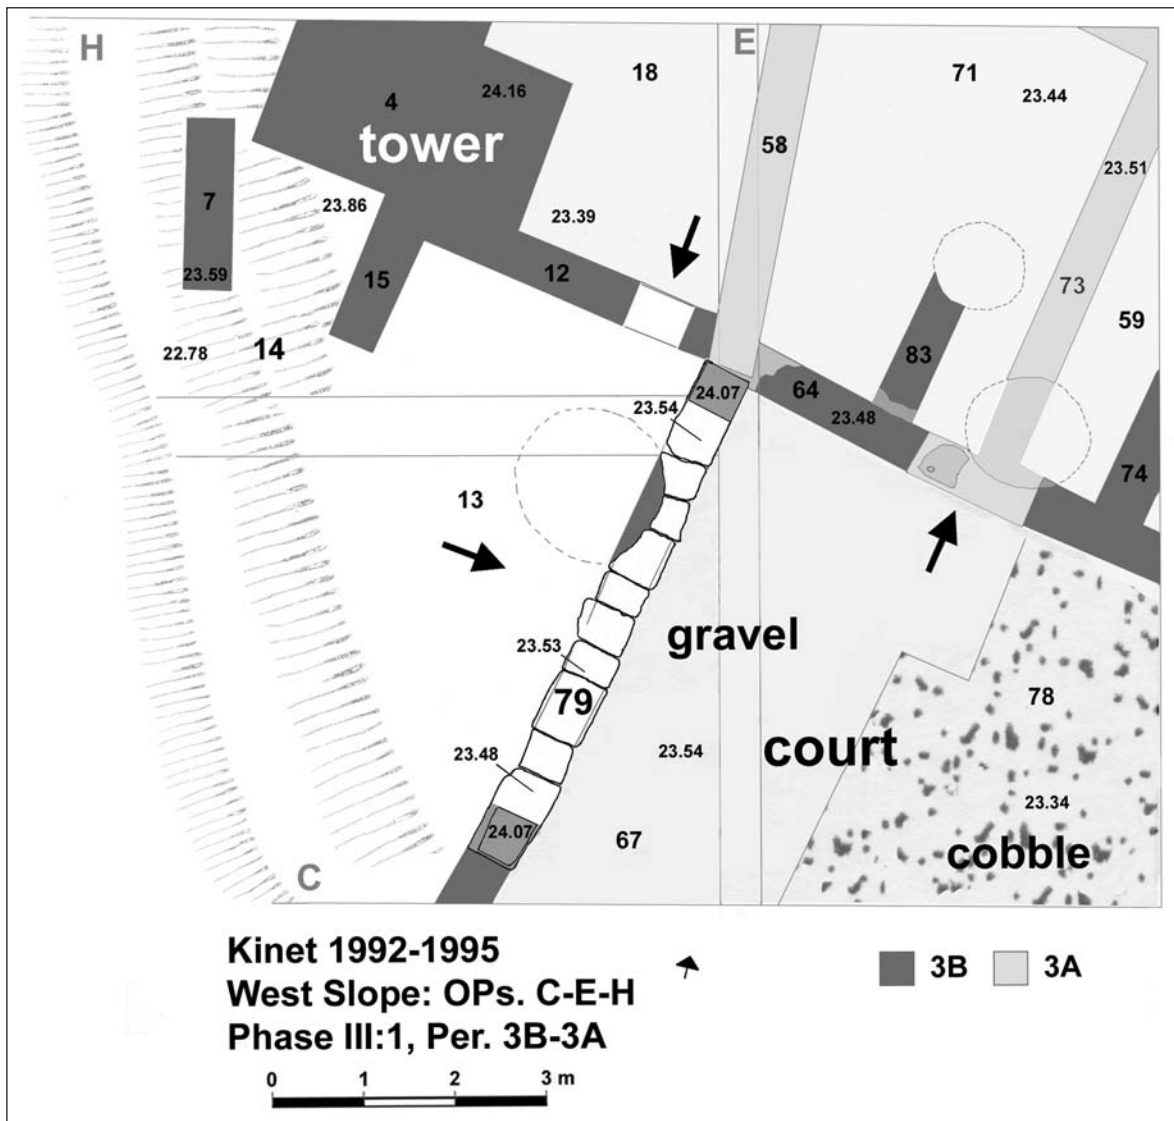 H
E
18
71
4
24.16
23.44
tower
58
23.51
7
23.86
23.39
23.59
15
12
73
59
22.78
14
83
24.07
64
23.54
23.48
74
13
gravel
23.53
79
78
23.48
23.54
court
23.34
24.07
67
cobble
C
Kinet 1992-1995
West Slope: OPs. C-E-H
Phase III:1, Per. 3B-3A
3B
3A
0 1 2 3 m